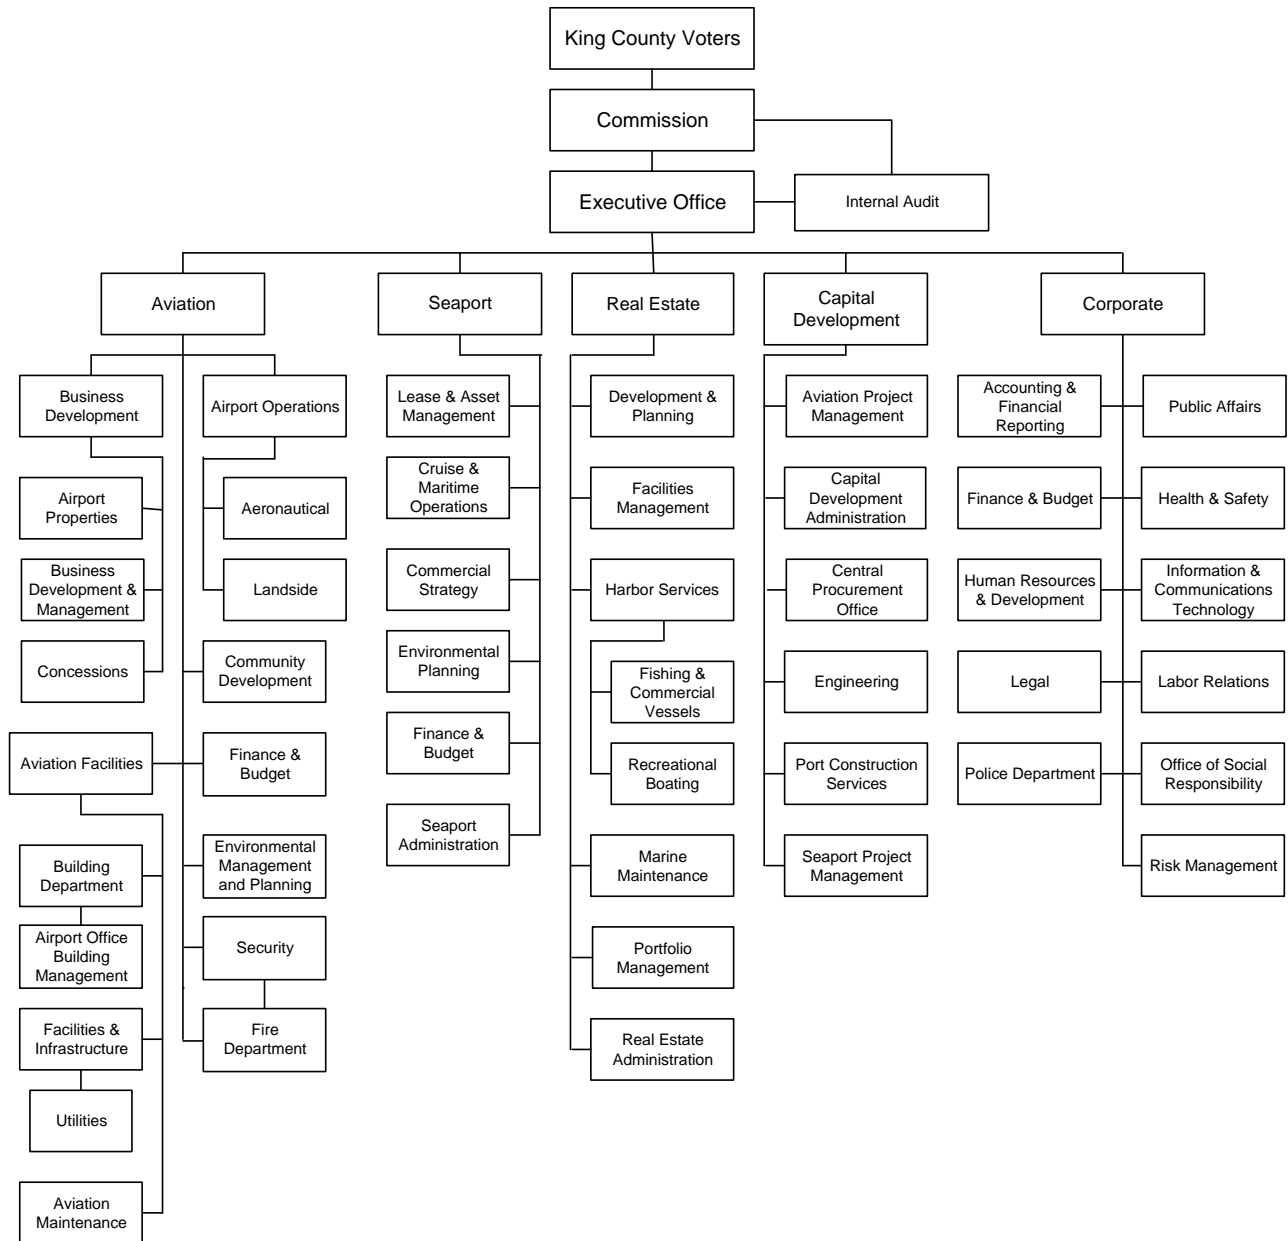 King County Voters
Commission
Executive Office
Internal Audit
Aviation
Seaport
Real Estate
Capital
Development
Corporate
Business
Development
Airport Operations
Airport
Properties
Aeronautical
Business
Development &
Management
Landside
Concessions
Community
Development
Aviation Facilities
Finance &
Budget
Building
Department
Environmental
Management
and Planning
Airport Office
Building
Management
Security
Facilities &
Infrastructure
Fire
Department
Utilities
Aviation
Maintenance
Lease & Asset
Management
Cruise &
Maritime
Operations
Commercial
Strategy
Environmental
Planning
Finance &
Budget
Seaport
Administration
Development &
Planning
Facilities
Management
Harbor Services
Fishing &
Commercial
Vessels
Recreational
Boating
Marine
Maintenance
Portfolio
Management
Real Estate
Administration
Aviation Project
Management
Capital
Development
Administration
Central
Procurement
Office
Engineering
Port Construction
Services
Seaport Project
Management
Accounting &
Financial
Reporting
Public Affairs
Finance & Budget
Health & Safety
Human Resources
& Development
Information &
Communications
Technology
Legal
Labor Relations
Police Department
Office of Social
Responsibility
Risk Management